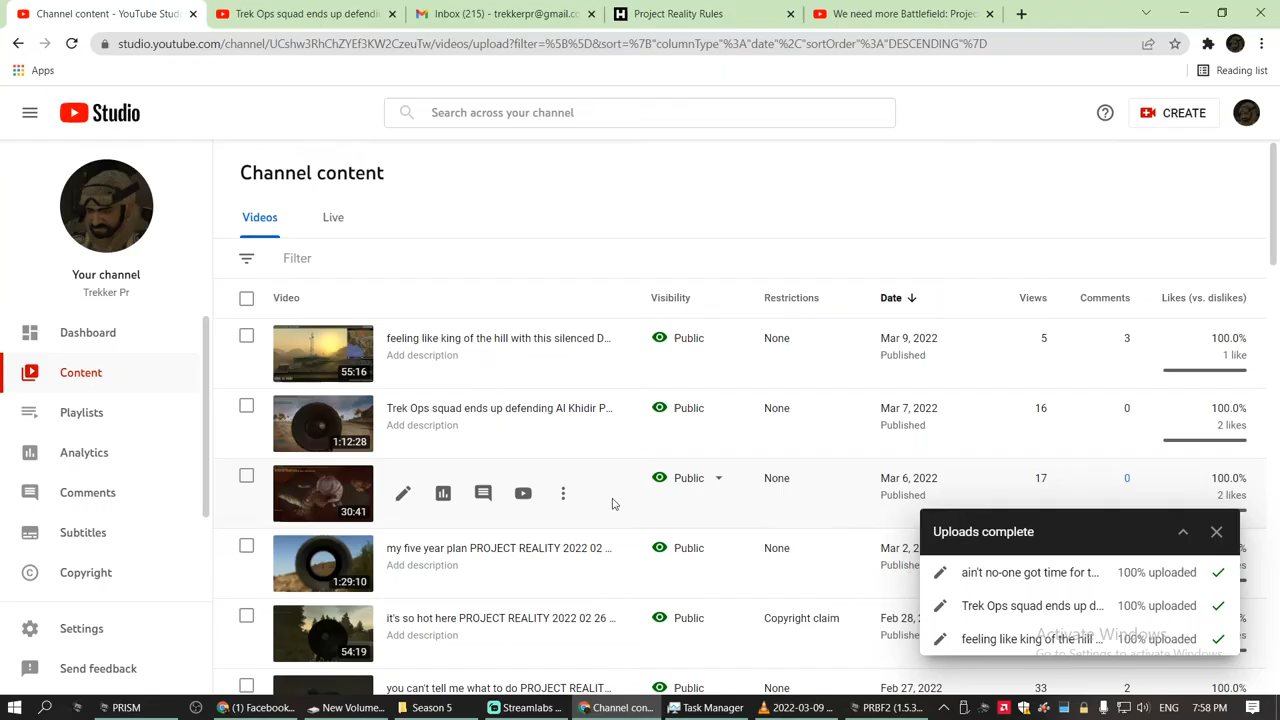 Content - YouTube Studio
Trek Ops squad ends up defendi
Inbox (215) - trekkerpr@gmail.co
Project Reality Rules
We need more Battlefield: Project
studio.youtube.com/channel/UCshw3RhChZYEf3KW2CzeuTw/videos/upload?filter=%5B%5D&sort=%7B"columnType"%3A"date"%2C"sortOrder"%3A"DESCENDING"%7D
Apps
Reading list
Studio
Search across your channel
CREATE
Channel content
Videos
Live
Your channel
Trekker Pr
Filter
Video
Visibility
Restrictions
Date
Views
Comments
Likes (vs. dislikes)
Dashboard
Content
Playlists
Analytics
Comments
Subtitles
Copyright
Settings
Send feedback
55:16
feeling like king of the hill with this silenced D...
Add description
Public
None
Mar 9, 2022
Published
5
3
100.0%
1 like
1:12:28
Trek Ops squad ends up defending Al Khidir P...
Add description
Public
None
Mar 7, 2022
Published
16
0
100.0%
2 likes
30:41
Public
None
Mar 6, 2022
Published
17
0
100.0%
2 likes
1:29:10
my five year plan PROJECT REALITY 2022 02 ...
Add description
Public
None
Mar 2,
Publishe
54:19
it's so hot here PROJECT REALITY 2022 02 26 ...
Add description
Public
Copyright claim
Feb 28,
Publishe
you can't tell me what to do PROJECT REALIT...
Public
None
Feb 27, 2022
33
2
100.0%
Uploads complete
ain't no-one got time for t...
100% uploaded
Trek Ops squad ends up d...
100% uploaded
feeling like king of the hill ...
100% uploaded
Activate Windows
Go to Settings to activate Windows.
PRISM
(1) Facebook...
New Volume...
Season 5
Streamlabs ...
Channel con...
Task Manager
2022-03-09 ...
PRBF2 (1.5.3...
ENG
7:58 PM